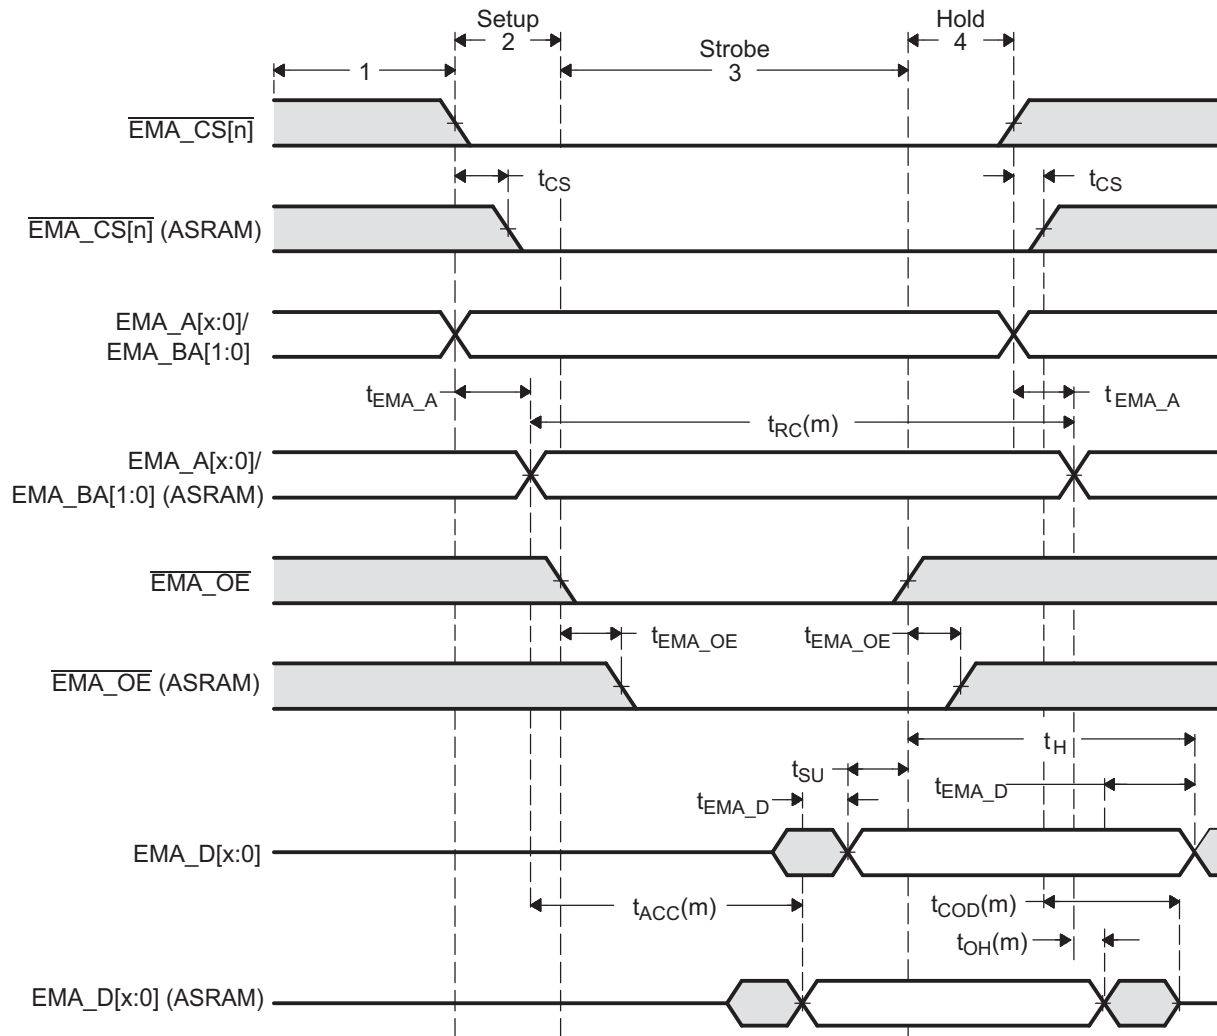 Setup
2
Hold
4
Strobe
3
1
EMA_CS[n]
tCS
tCS
EMA_CS[n] (ASRAM)
EMA_A[x:0]/
EMA_BA[1:0]
tEMA_A
tEMA_A
tRC(m)
EMA_A[x:0]/
EMA_BA[1:0] (ASRAM)
EMA_OE
tEMA_OE
tEMA_OE
EMA_OE (ASRAM)
tH
tSU
tEMA_D
tEMA_D
EMA_D[x:0]
tACC(m)
tCOD(m)
tOH(m)
EMA_D[x:0] (ASRAM)